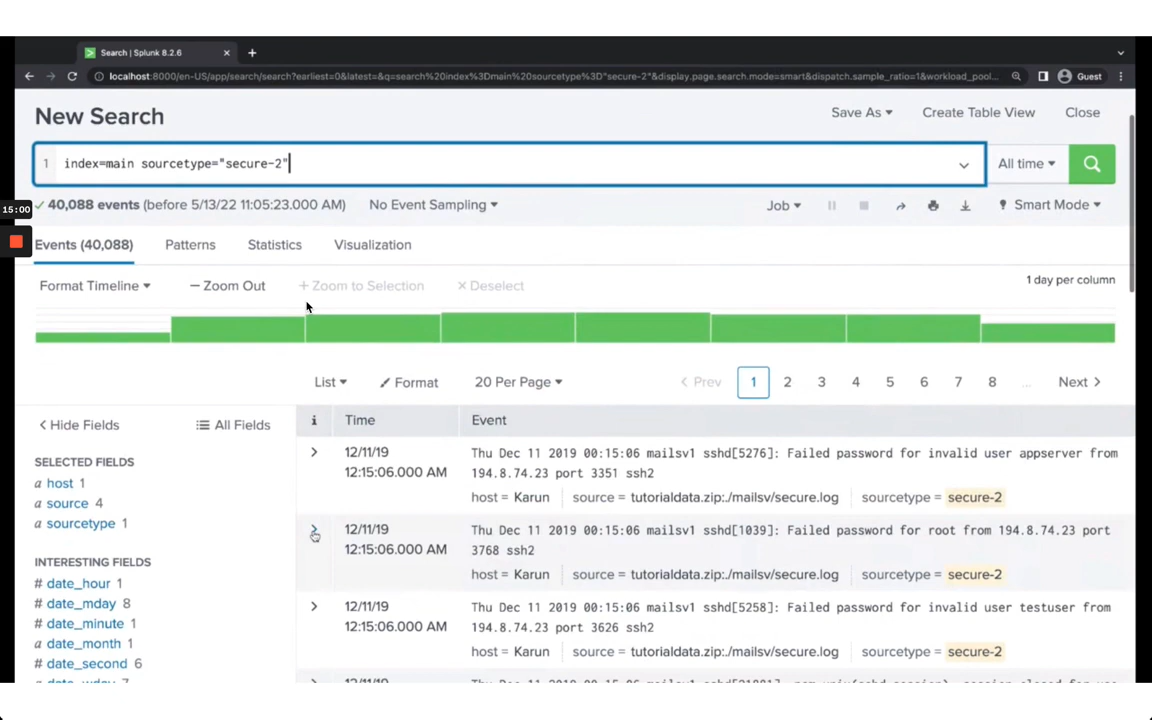 Search | Splunk 8.2.6
localhost:8000/en-US/app/search/search?earliest=0&latest=&q=search%20index%3Dmain%20sourcetype%3D"secure-2"&display.page.search.mode=smart&dispatch.sample_ratio=1&workload_pool...
Guest
New Search
Save As
Create Table View
Close
1 index=main sourcetype="secure-2"
All time
15:00
40,088 events (before 5/13/22 11:05:23.000 AM)
No Event Sampling
Job
Smart Mode
Events (40,088)
Patterns
Statistics
Visualization
Format Timeline
— Zoom Out
+ Zoom to Selection
× Deselect
1 day per column
List
Format
20 Per Page
< Prev
1
2
3
4
5
6
7
8
...
Next >
< Hide Fields
All Fields
i
Time
Event
SELECTED FIELDS
a host 1
a source 4
a sourcetype 1
INTERESTING FIELDS
# date_hour 1
# date_mday 8
# date_minute 1
a date_month 1
# date_second 6
> 12/11/19
12:15:06.000 AM
Thu Dec 11 2019 00:15:06 mailsv1 sshd[5276]: Failed password for invalid user appserver from
194.8.74.23 port 3351 ssh2
host = Karun
source = tutorialdata.zip:./mailsv/secure.log
sourcetype = secure-2
12/11/19
12:15:06.000 AM
Thu Dec 11 2019 00:15:06 mailsv1 sshd[1039]: Failed password for root from 194.8.74.23 port
3768 ssh2
host = Karun
source = tutorialdata.zip:./mailsv/secure.log
sourcetype = secure-2
> 12/11/19
12:15:06.000 AM
Thu Dec 11 2019 00:15:06 mailsv1 sshd[5258]: Failed password for invalid user testuser from
194.8.74.23 port 3626 ssh2
host = Karun
source = tutorialdata.zip:./mailsv/secure.log
sourcetype = secure-2